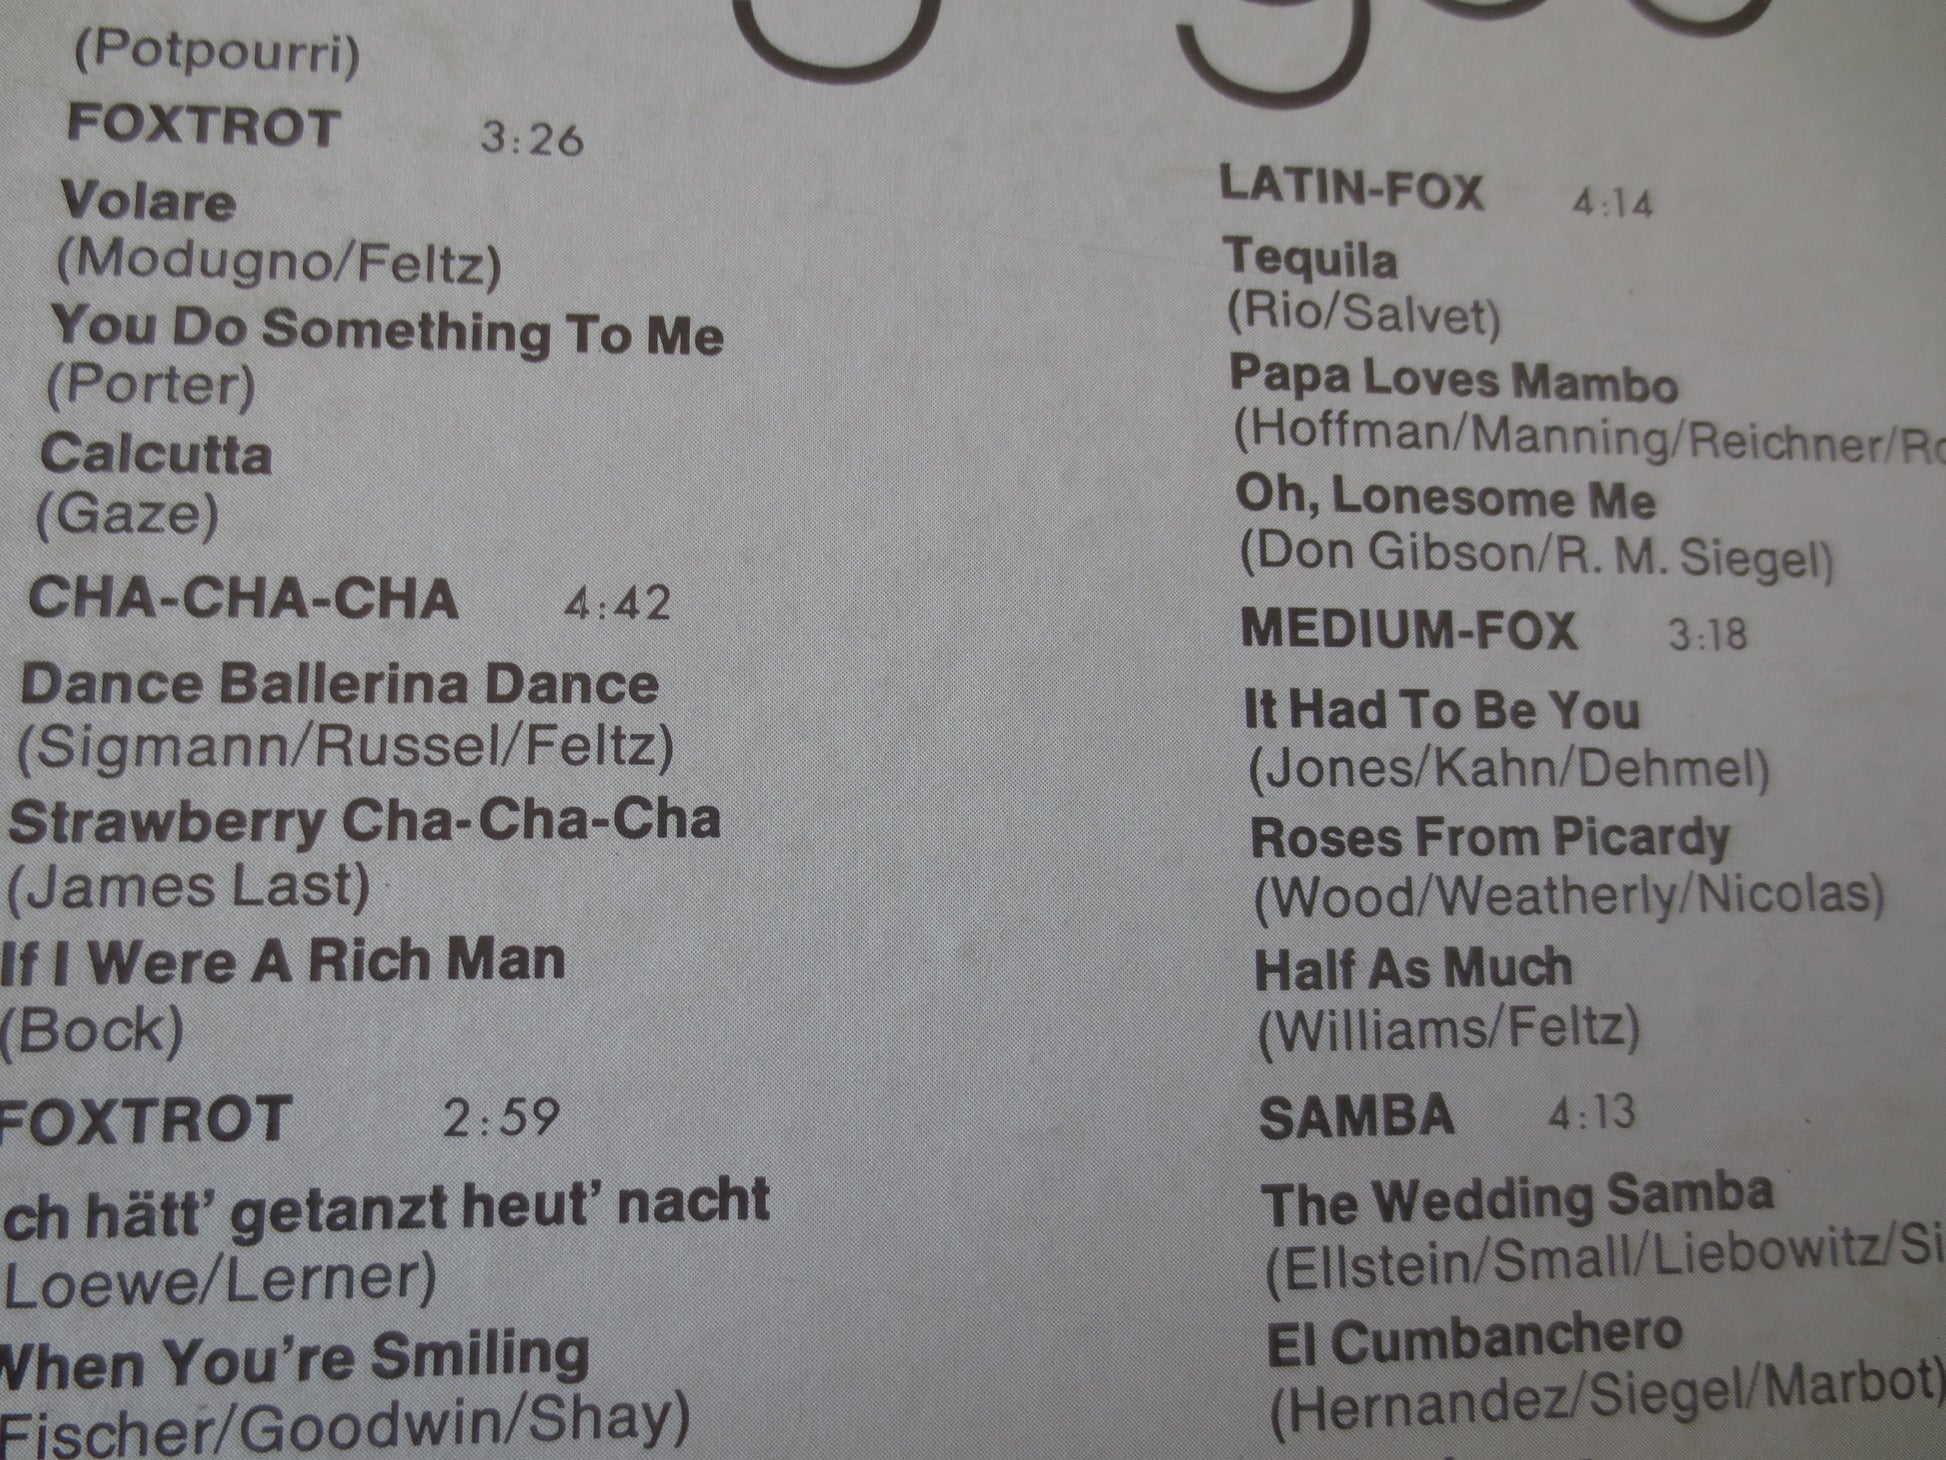 (Potpourri)
FOXTROT 3:26
Volare
(Modugno/Feltz)
You Do Something To Me
(Porter)
Calcutta
(Gaze)
CHA-CHA-CHA 4:42
Dance Ballerina Dance
(Sigmann/Russel/Feltz)
Strawberry Cha-Cha-Cha
(James Last)
If I Were A Rich Man
(Bock)
FOXTROT 2:59
ch hätt' getanzt heut' nacht
Loewe/Lerner)
When You're Smiling
Fischer/Goodwin/Shay)
LATIN-FOX 4:14
Tequila
(Rio/Salvet)
Papa Loves Mambo
(Hoffman/Manning/Reichner/Ro
Oh, Lonesome Me
(Don Gibson/R. M. Siegel)
MEDIUM-FOX 3:18
It Had To Be You
(Jones/Kahn/Dehmel)
Roses From Picardy
(Wood/Weatherly/Nicolas)
Half As Much
(Williams/Feltz)
SAMBA 4:13
The Wedding Samba
(Ellstein/Small/Liebowitz/Si
El Cumbanchero
(Hernandez/Siegel/Marbot)